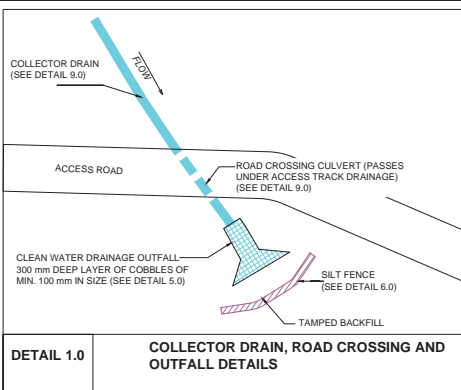 COLLECTOR DRAIN
(SEE DETAIL 9.0)
FLOW
ACCESS ROAD
ROAD CROSSING CULVERT (PASSES
UNDER ACCESS TRACK DRAINAGE)
(SEE DETAIL 9.0)
CLEAN WATER DRAINAGE OUTFALL
300 mm DEEP LAYER OF COBBLES OF
MIN. 100 mm IN SIZE (SEE DETAIL 5.0)
SILT FENCE
(SEE DETAIL 6.0)
TAMPED BACKFILL
DETAIL 1.0
COLLECTOR DRAIN, ROAD CROSSING AND
OUTFALL DETAILS